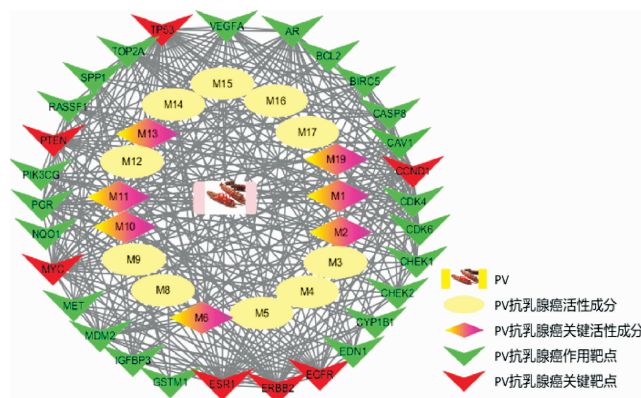 TP53
VEGFA
AR
TOP2A
BCL2
SPP1
BIRC5
RASSF1
CASP8
PTEN
CAV1
PIK3CG
CCND1
PGR
CDK4
NQO1
CDK6
MYC
CHEK1
MET
CHEK2
MDM2
CYP1B1
IGFBP3
EDN1
GSTM1
ESR1
ERBB2
EGFR
M15
M14
M16
M13
M17
M12
M19
M11
M1
M10
M2
M9
M3
M8
M4
M6
M5
PV
PV抗乳腺癌活性成分
PV抗乳腺癌关键活性成分
PV抗乳腺癌作用靶点
PV抗乳腺癌关键靶点